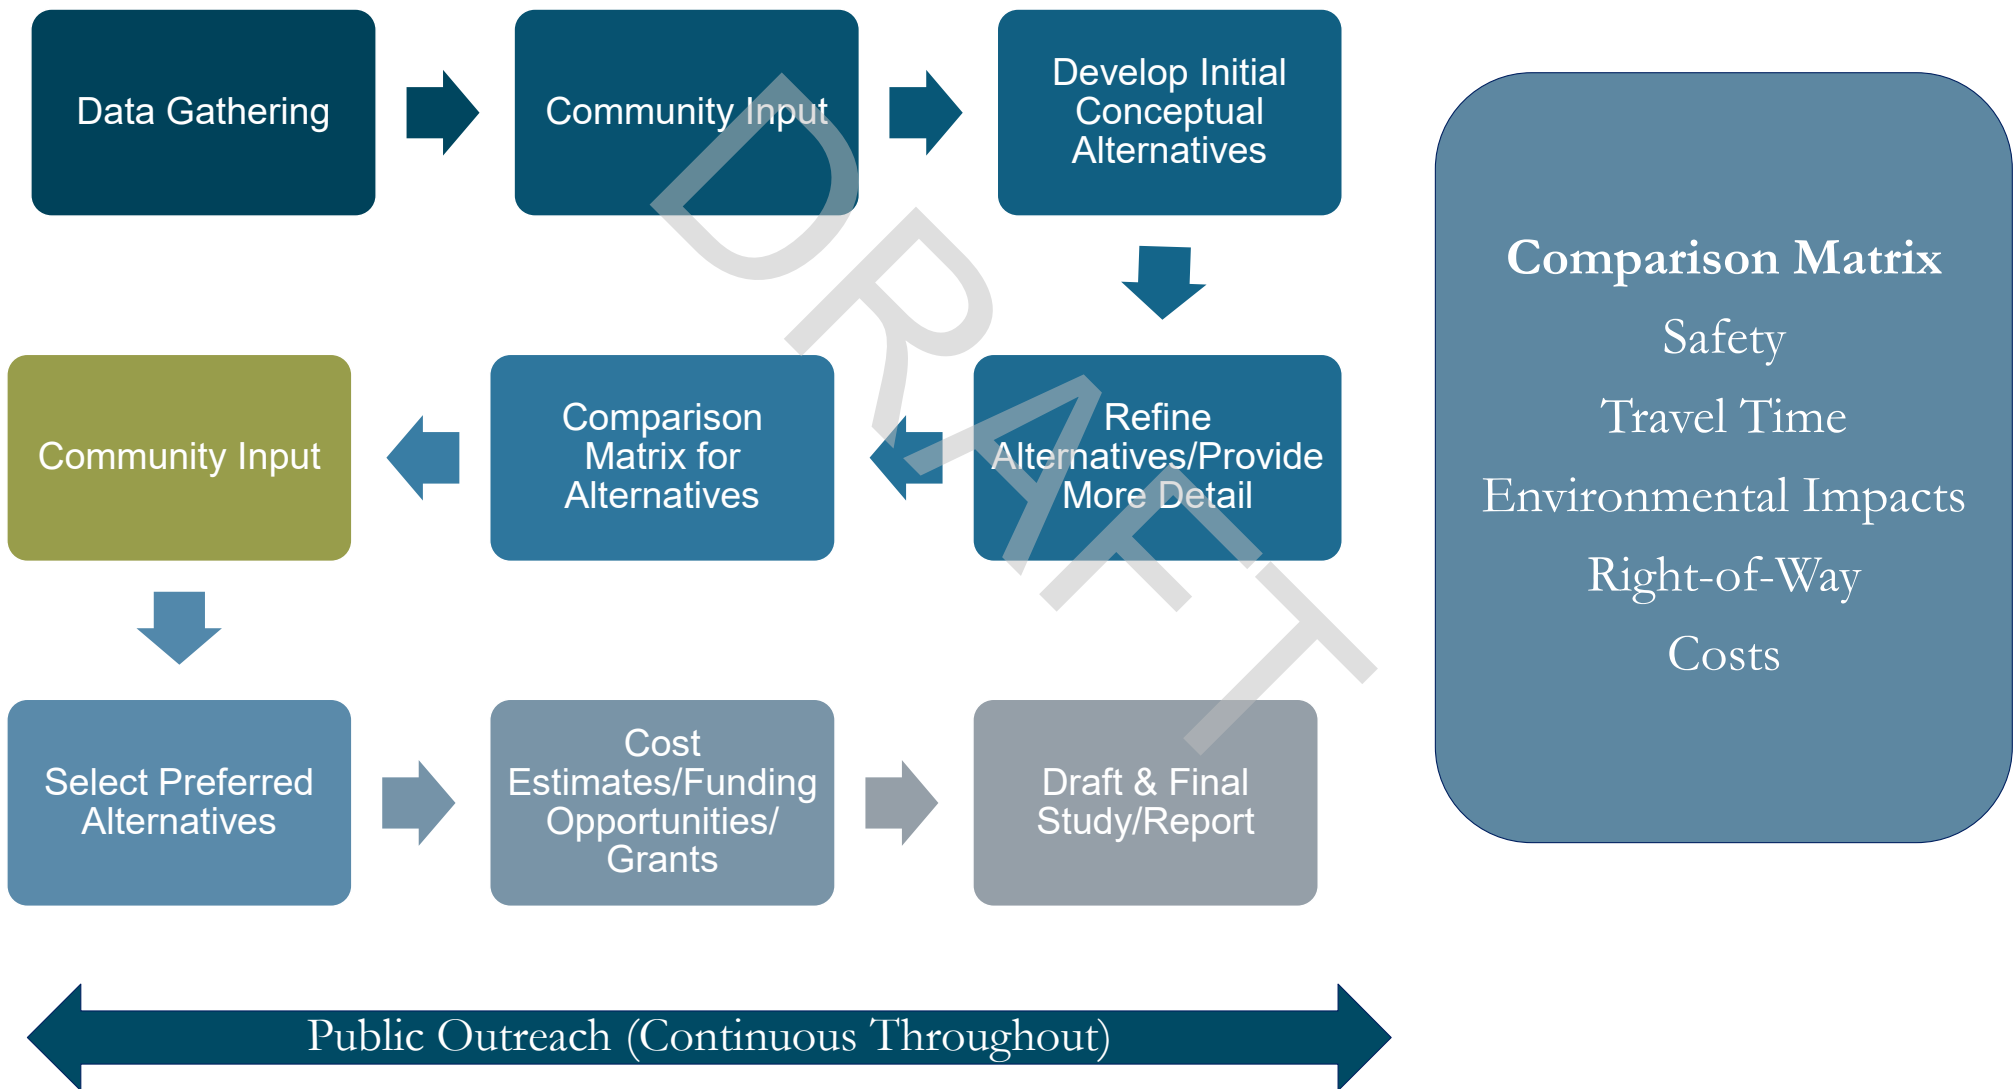 Data Gathering
Community Input
Develop Initial
Conceptual
Alternatives
Community Input
Comparison
Matrix for
Alternatives
Refine
Alternatives/Provide
More Detail
Select Preferred
Alternatives
Cost
Estimates/Funding
Opportunities/
Grants
Draft & Final
Study/Report
Public Outreach (Continuous Throughout)
Comparison Matrix
Safety
Travel Time
Environmental Impacts
Right-of-Way
Costs
DRAFT